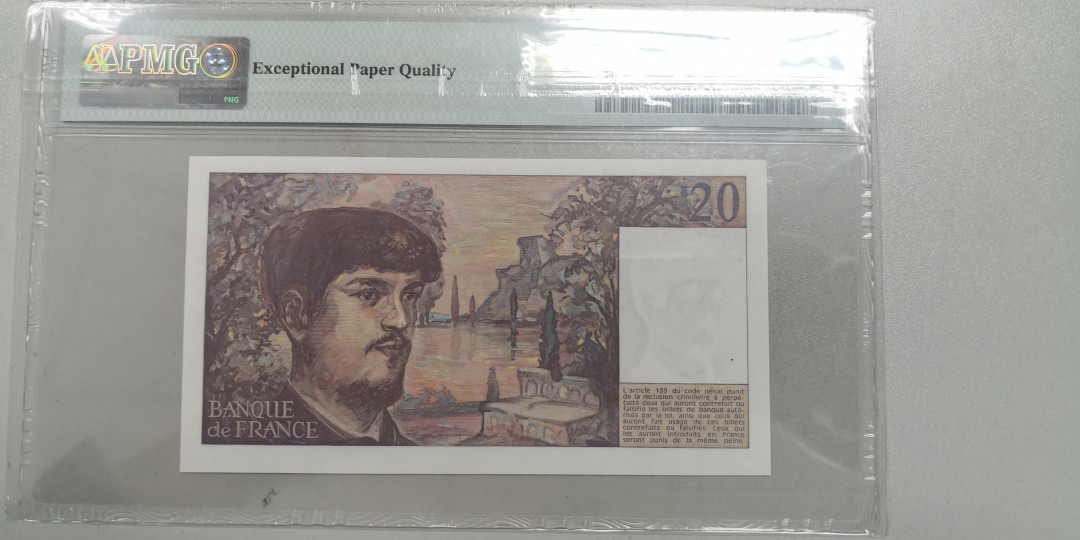 PMG
PNG
Exceptional Paper Quality
20
BANQUE
de FRANCE
L'article 139 du code pénal punit
de la réclusion criminelle à perpé-
tuité ceux qui auront contrefait ou
falsifié les billets de banque auto-
risés par la loi, ainsi que ceux qui
auront fait usage de ces billets
contrefaits ou falsifiés. Ceux qui
les auront introduits en France
seront punis de la même peine